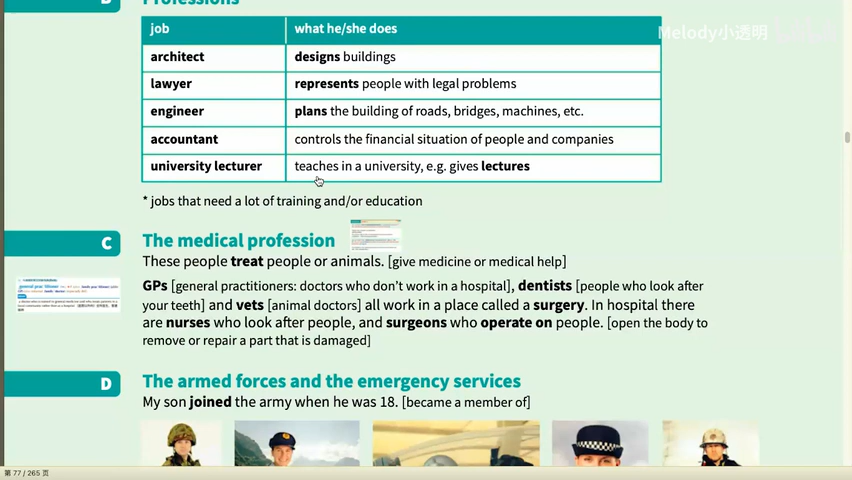 Professions
Melody小透明
job what he/she does
architect designs buildings
lawyer represents people with legal problems
engineer plans the building of roads, bridges, machines, etc.
accountant controls the financial situation of people and companies
university lecturer teaches in a university, e.g. gives lectures
* jobs that need a lot of training and/or education
C The medical profession
These people treat people or animals. [give medicine or medical help]
GPs [general practitioners: doctors who don't work in a hospital], dentists [people who look after
your teeth] and vets [animal doctors] all work in a place called a surgery. In hospital there
are nurses who look after people, and surgeons who operate on people. [open the body to
remove or repair a part that is damaged]
D The armed forces and the emergency services
My son joined the army when he was 18. [became a member of]
第 77 / 265 页